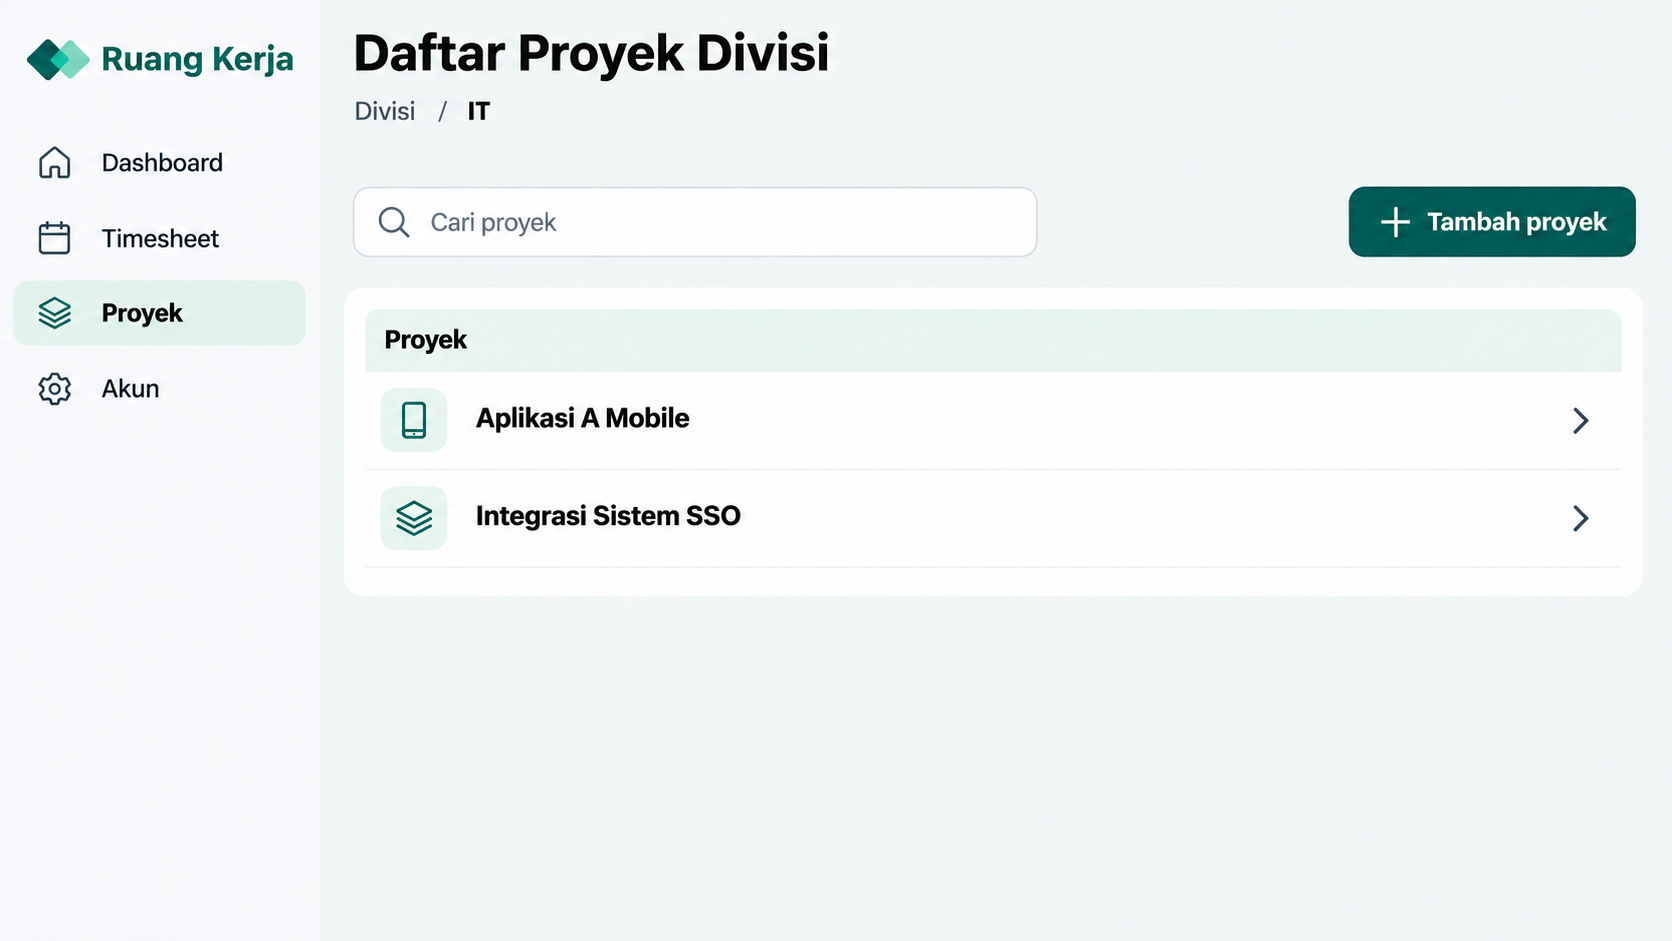 Ruang Kerja
Dashboard
Timesheet
Proyek
Akun
Daftar Proyek Divisi
Divisi / IT
Cari proyek
Tambah proyek
Proyek
Aplikasi A Mobile
Integrasi Sistem SSO